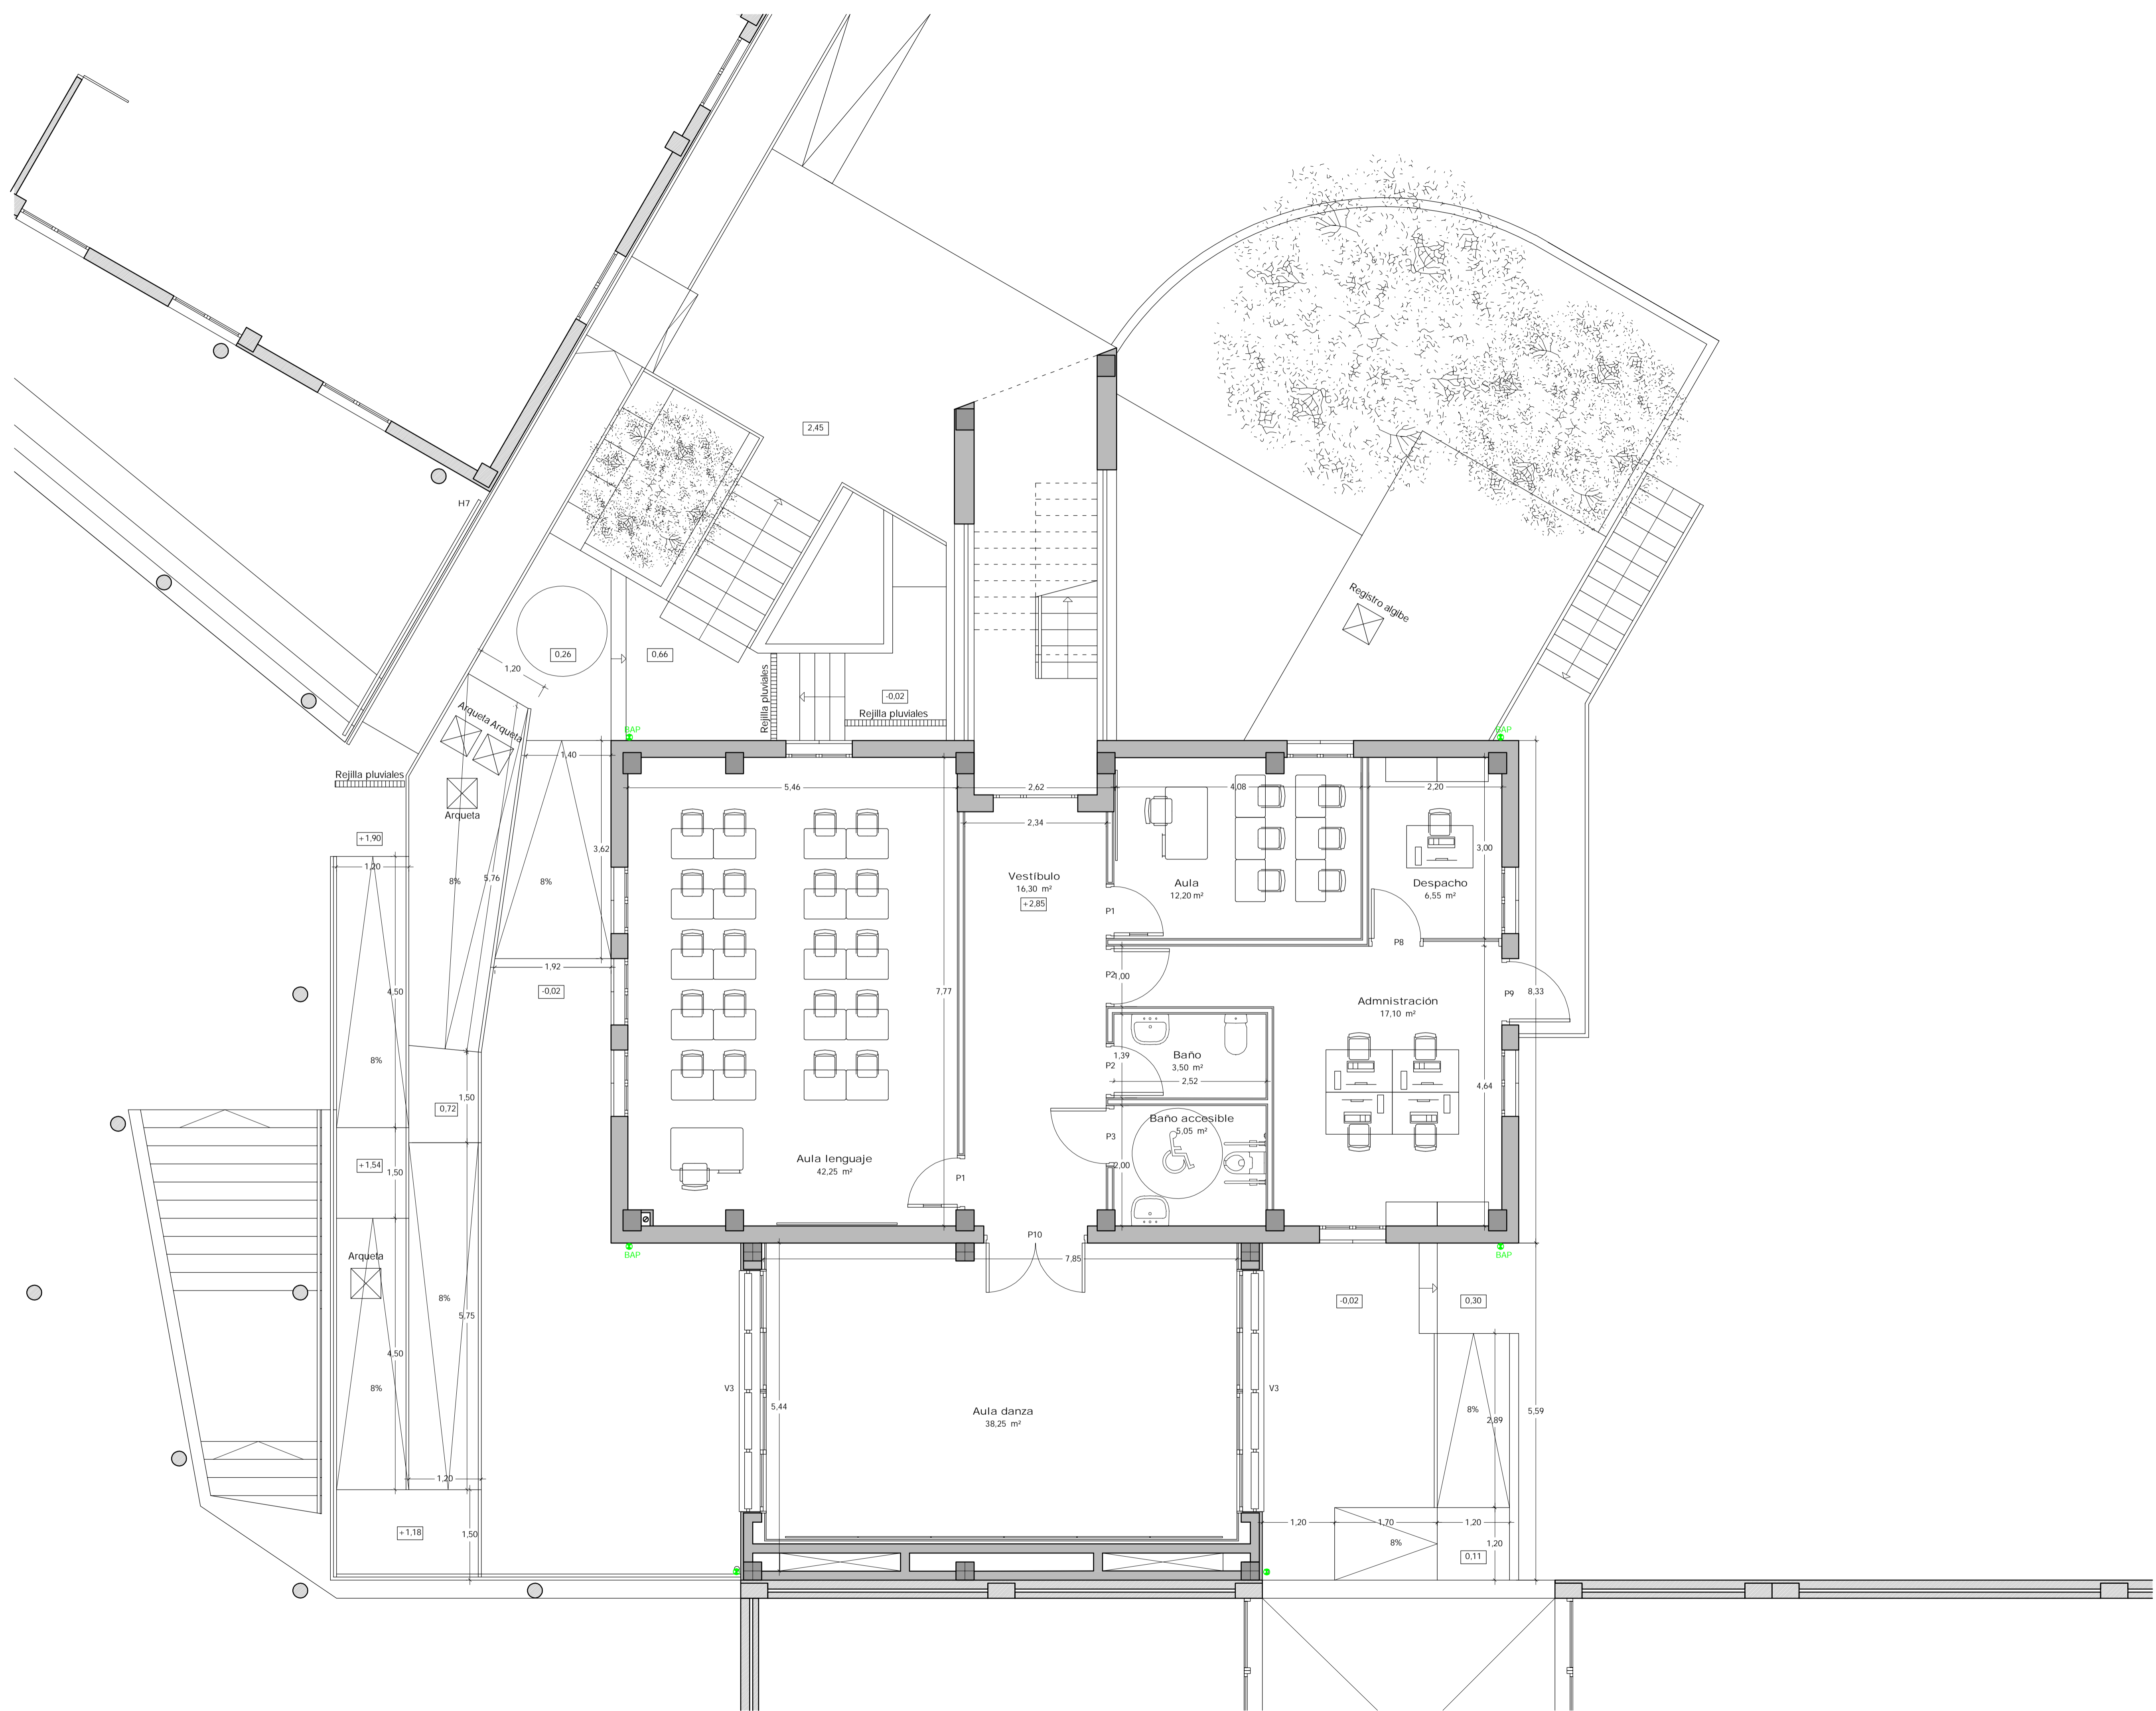 2,45
H7
Registro algibe
0,26
0,66
1,20
Rejilla pluviales
-0,02
Rejilla pluviales
Arqueta
Arqueta
BAP
BAP
1,40
Rejilla pluviales
Arqueta
5,46
2,62
4,08
2,20
2,34
+1,90
1,20
3,62
3,00
8%
5,76
8%
Vestíbulo
16,30 m²
+2,85
Aula
12,20 m²
Despacho
6,55 m²
P1
P8
1,92
P2
1,00
4,50
-0,02
7,77
P9
8,33
Admnistración
17,10 m²
8%
1,39
Baño
3,50 m²
P2
2,52
4,64
1,50
0,72
Baño accesible
5,05 m²
P3
+1,54
1,50
2,00
Aula lenguaje
42,25 m²
P1
P10
Arqueta
BAP
BAP
7,85
8%
5,75
-0,02
0,30
4,50
8%
V3
V3
5,44
Aula danza
38,25 m²
8%
2,89
5,59
1,20
+1,18
1,50
1,20
1,70
1,20
8%
1,20
0,11